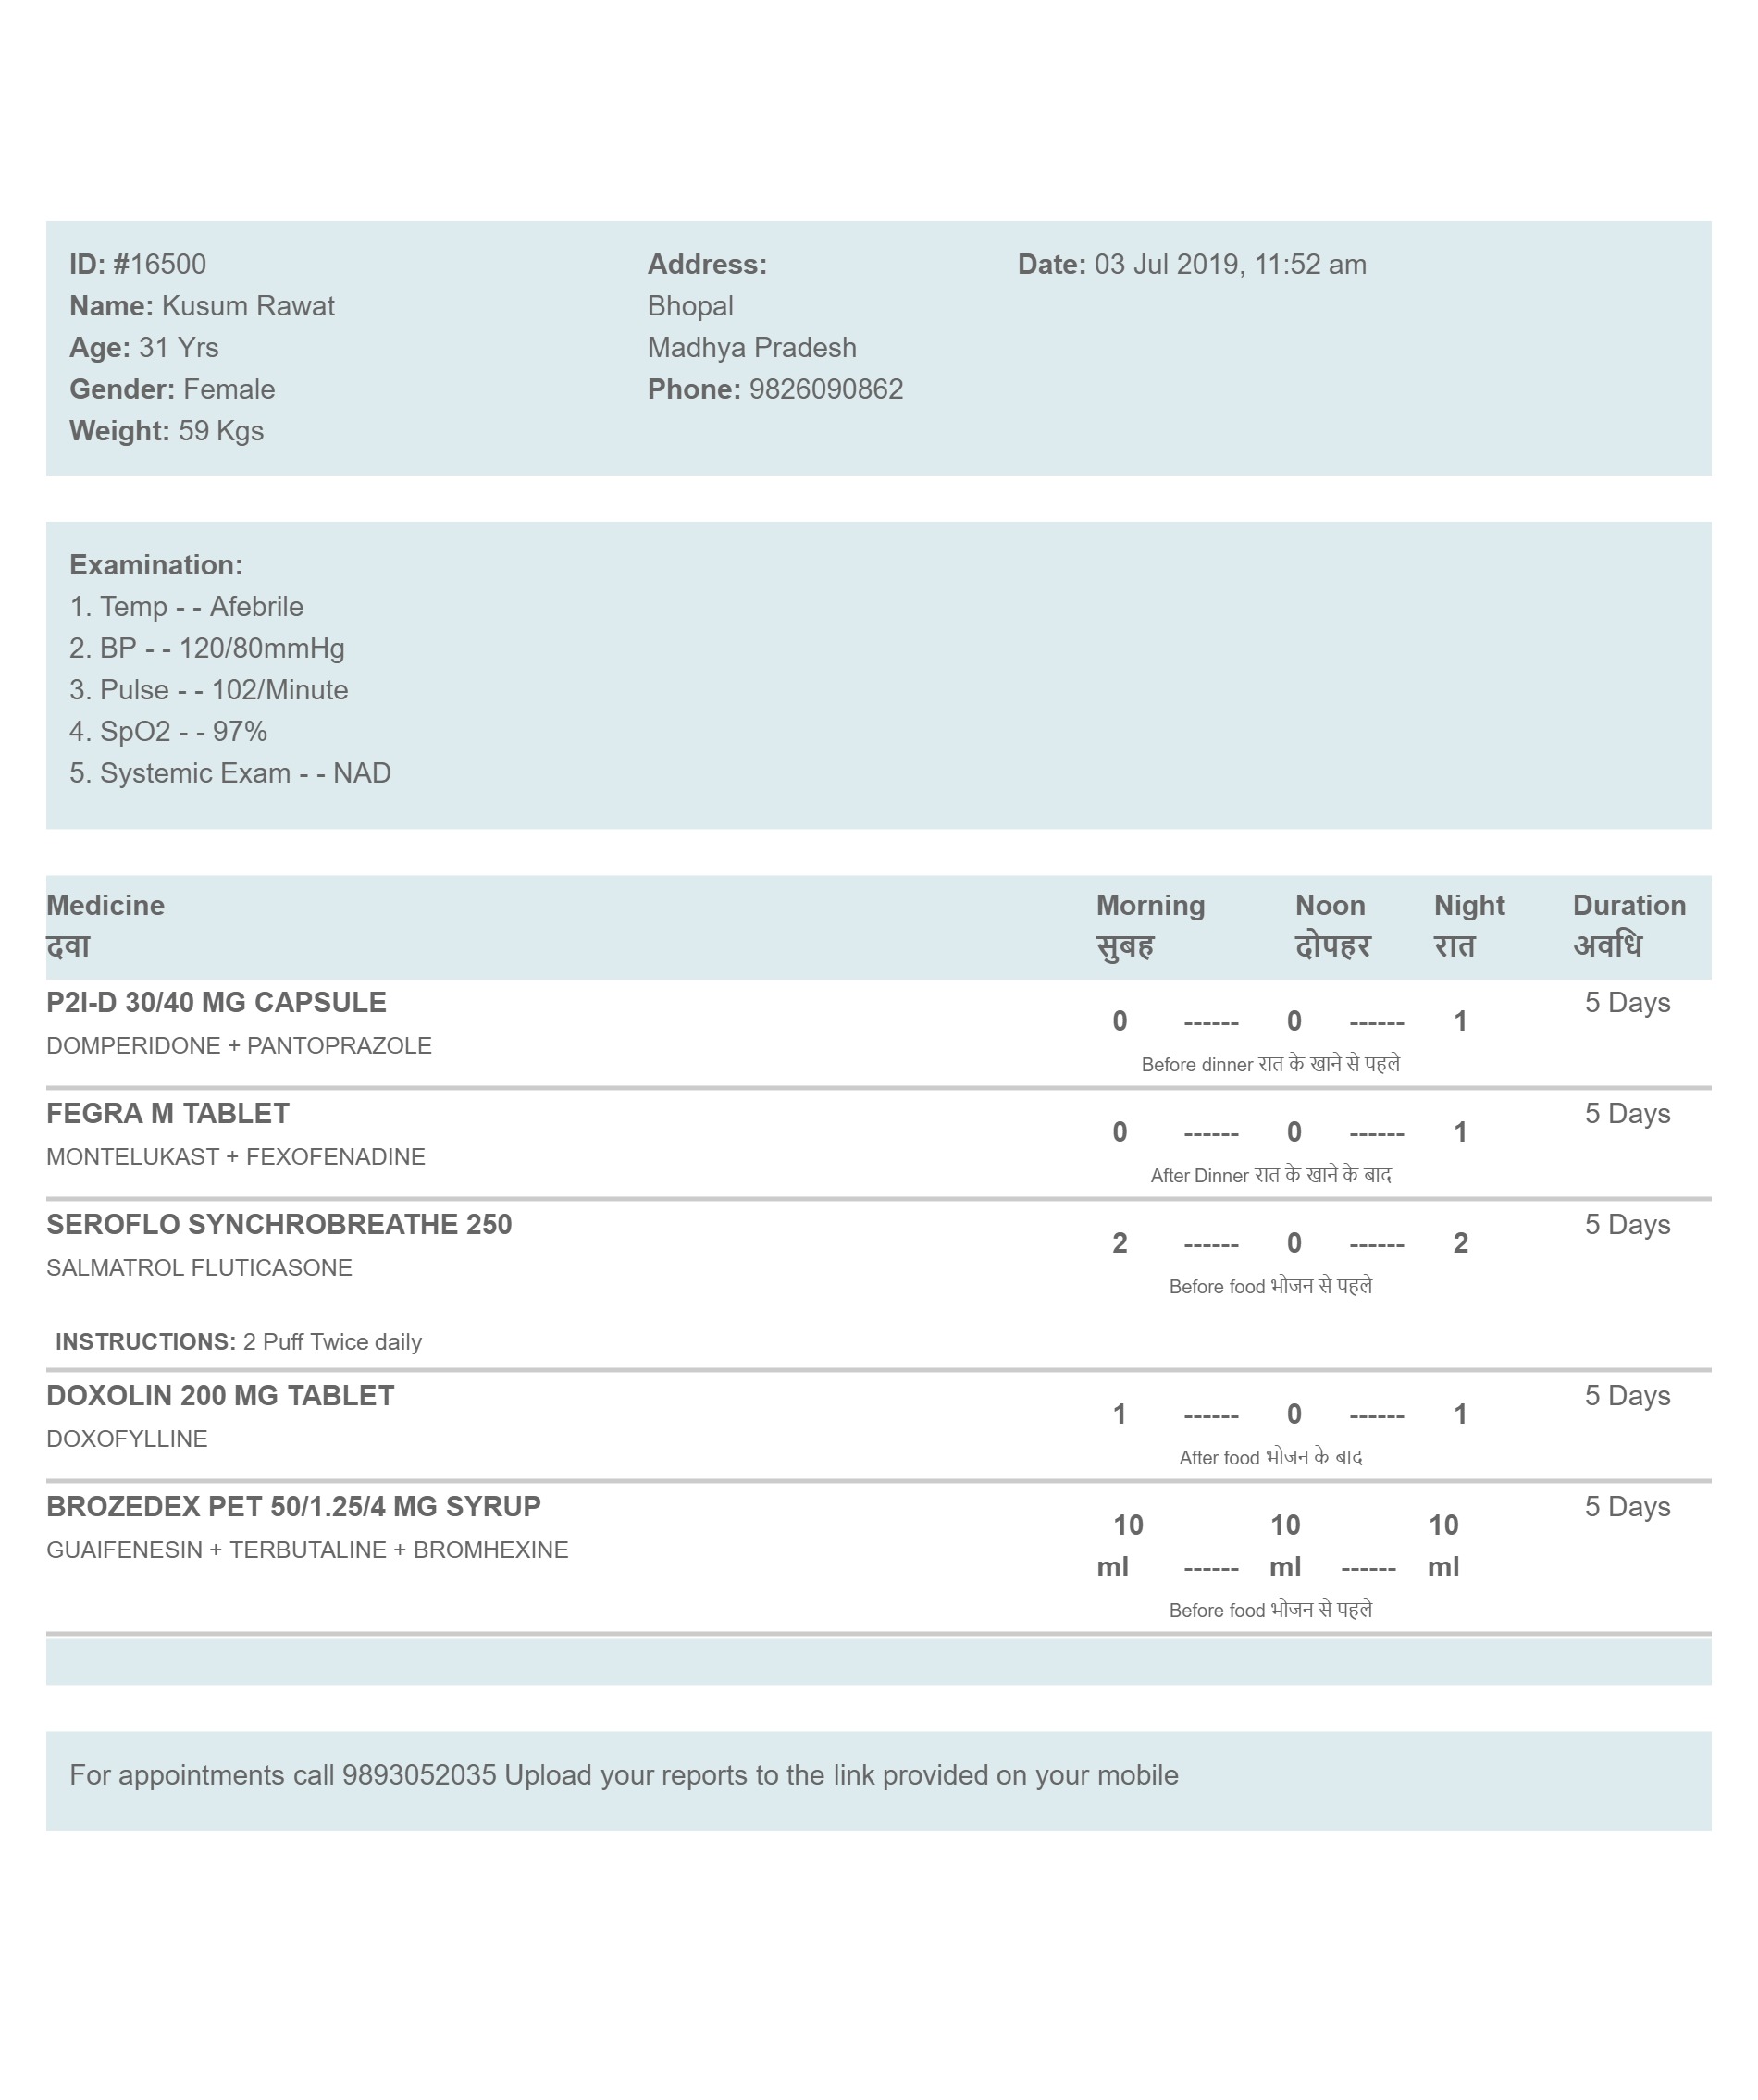 ID: #16500
Name: Kusum Rawat
Age: 31 Yrs
Gender: Female
Weight: 59 Kgs
Address:
Bhopal
Madhya Pradesh
Phone: 9826090862
Date: 03 Jul 2019, 11:52 am
Examination:
1. Temp - - Afebrile
2. BP - - 120/80mmHg
3. Pulse - - 102/Minute
4. SpO2 - - 97%
5. Systemic Exam - - NAD
Medicine Morning Noon Night Duration
दवा सुबह दोपहर रात अवधि
P2I-D 30/40 MG CAPSULE 0 ------ 0 ------ 1 5 Days
DOMPERIDONE + PANTOPRAZOLE
Before dinner रात के खाने से पहले
FEGRA M TABLET 0 ------ 0 ------ 1 5 Days
MONTELUKAST + FEXOFENADINE
After Dinner रात के खाने के बाद
SEROFLO SYNCHROBREATHE 250 2 ------ 0 ------ 2 5 Days
SALMATROL FLUTICASONE
Before food भोजन से पहले
INSTRUCTIONS: 2 Puff Twice daily
DOXOLIN 200 MG TABLET 1 ------ 0 ------ 1 5 Days
DOXOFYLLINE
After food भोजन के बाद
BROZEDEX PET 50/1.25/4 MG SYRUP 5 Days
10 10 10
GUAIFENESIN + TERBUTALINE + BROMHEXINE
ml ------ ml ------ ml
Before food भोजन से पहले
For appointments call 9893052035 Upload your reports to the link provided on your mobile